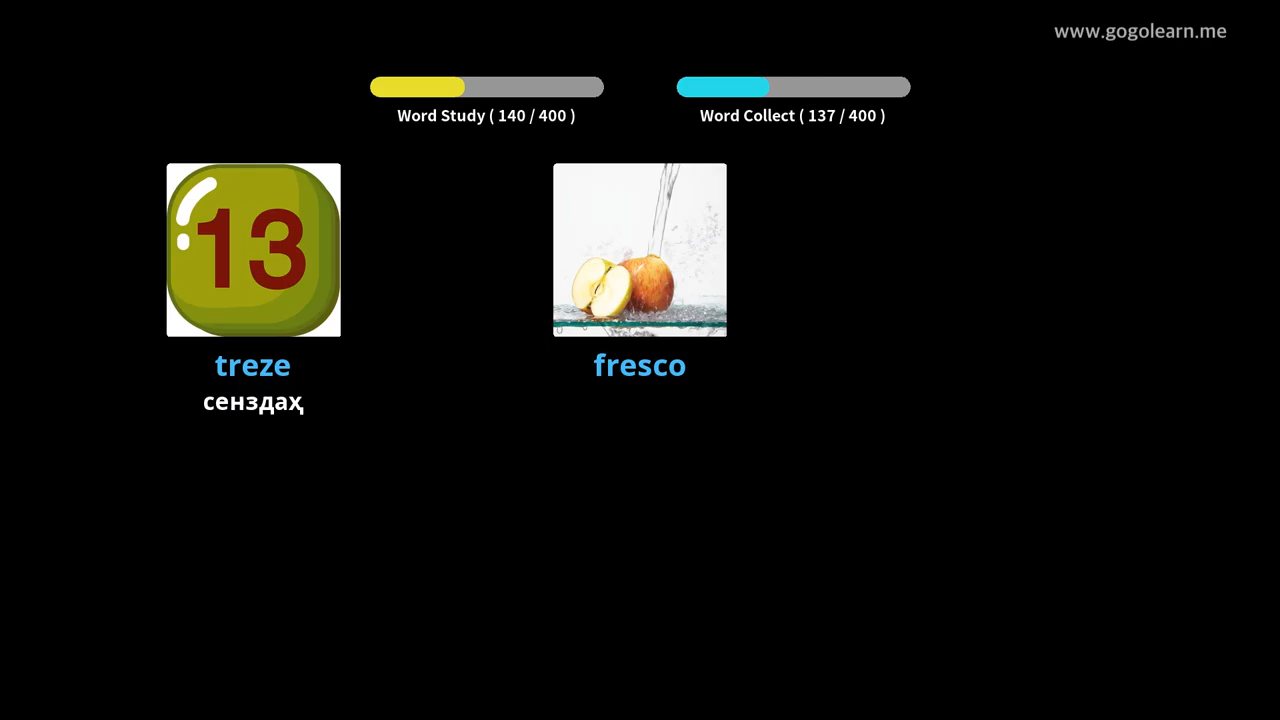 www.gogolearn.me
Word Study ( 140 / 400 )
Word Collect ( 137 / 400 )
13
treze
сенздаҳ
fresco